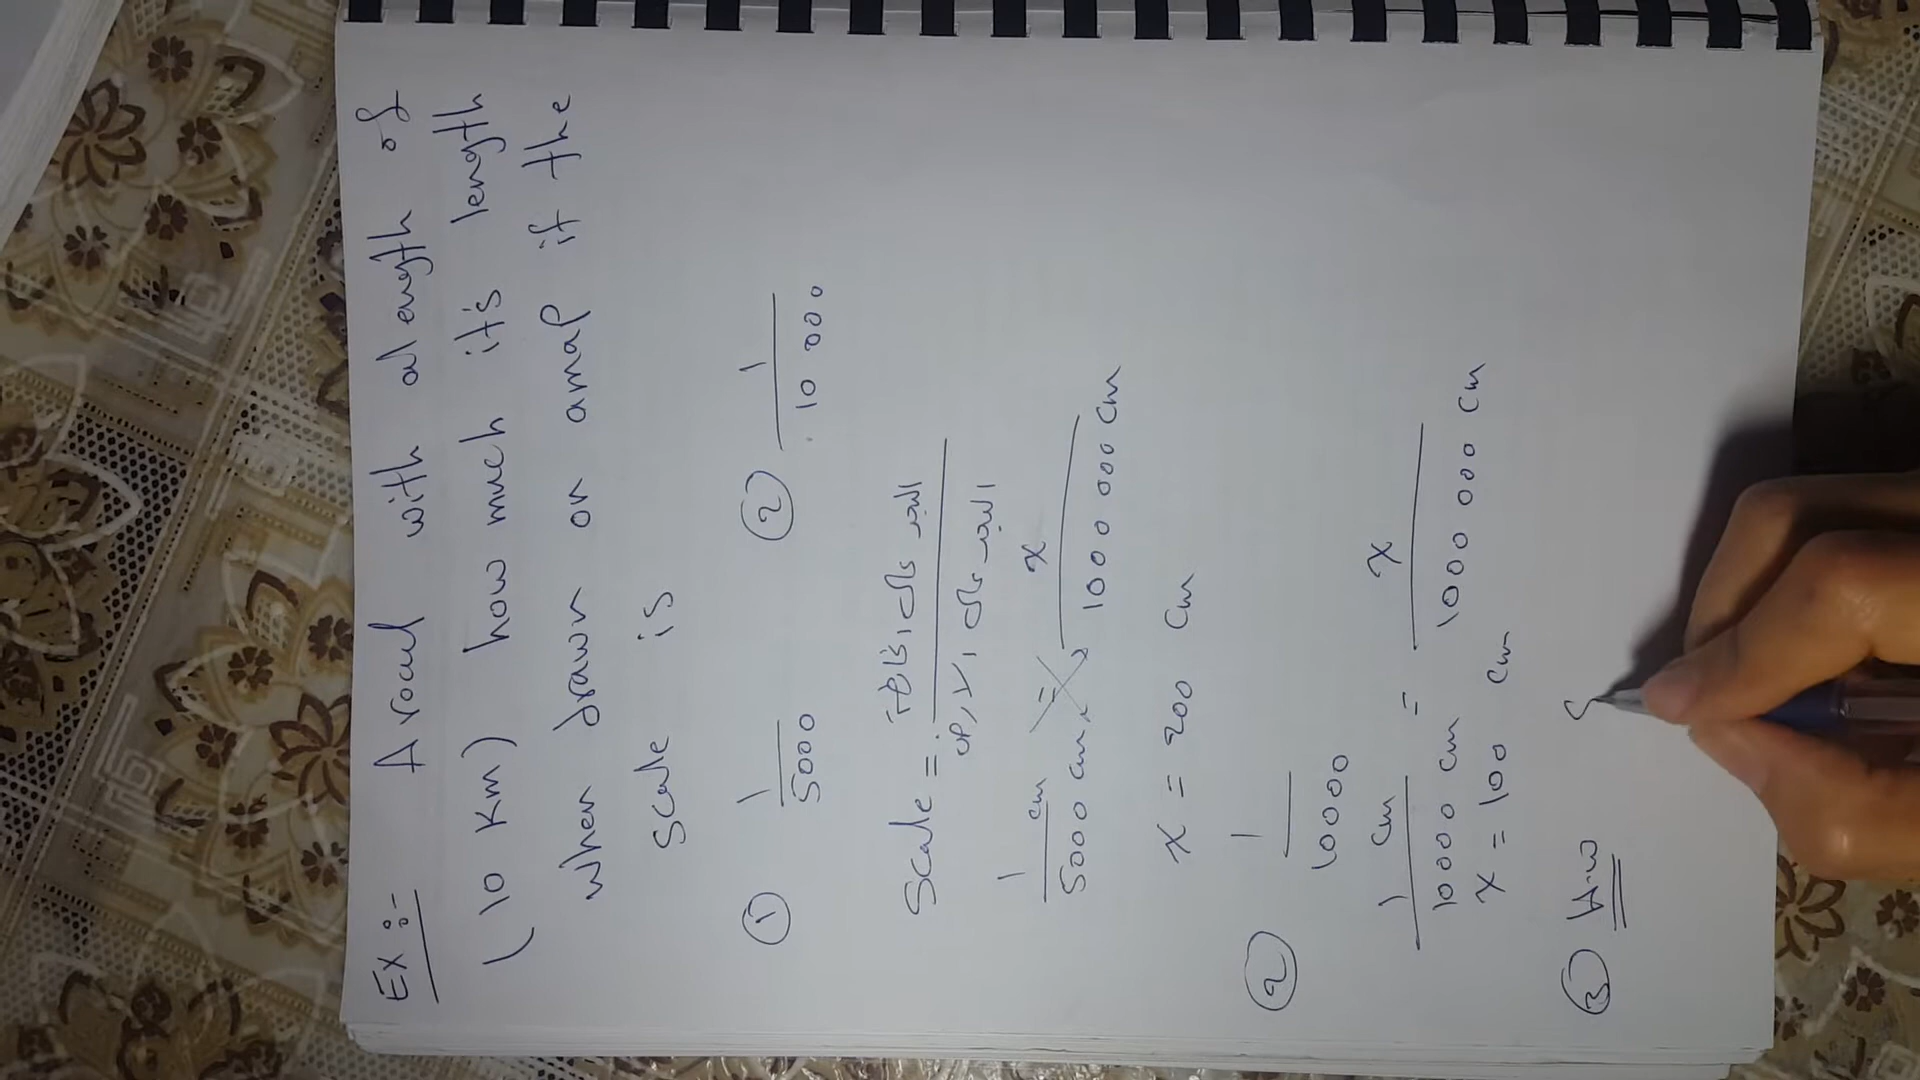 Ex:- A road with a length of
(10 Km) how much it's length
when drawn on amap if the
scale is
① 1/5000 ② 1/10 000
Scale = البعد على الخارطة / البعد على الارض
1 cm / 5000 cm = x / 1000 000 cm
x = 200 cm
② 1/10000
1 cm / 10000 cm = x / 1000 000 cm
x = 100 cm
③ H.w